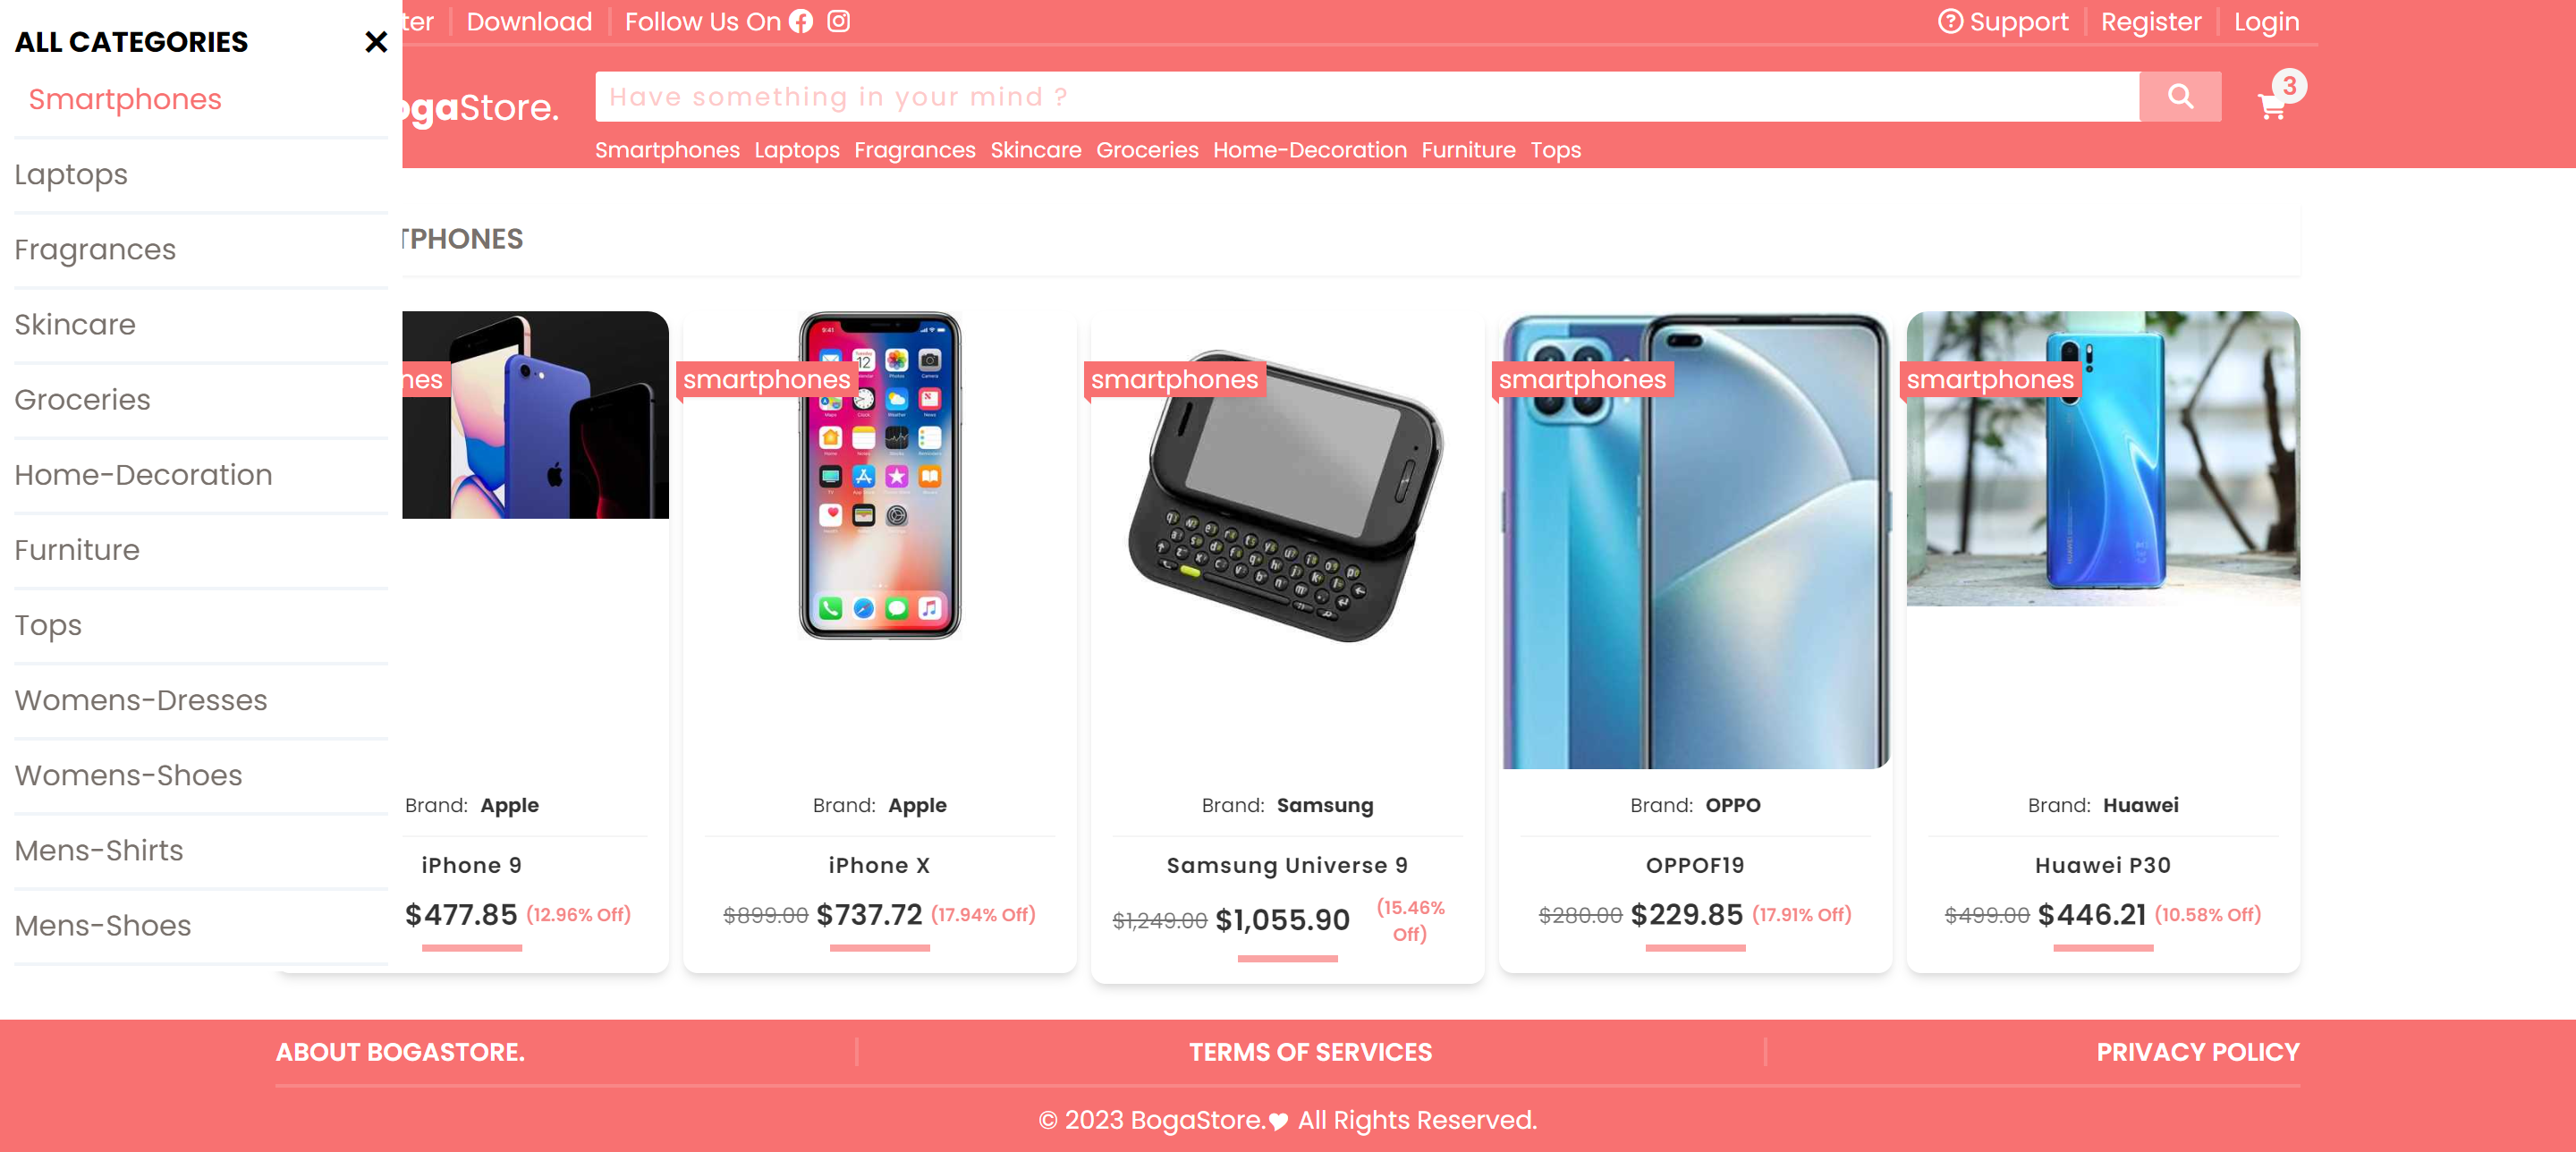 ter Download Follow Us On Support Register Login
ALL CATEGORIES
Smartphones
Laptops
Fragrances
Skincare
Groceries
Home-Decoration
Furniture
Tops
Womens-Dresses
Womens-Shoes
Mens-Shirts
Mens-Shoes
ogaStore.
Have something in your mind ?
3
Smartphones Laptops Fragrances Skincare Groceries Home-Decoration Furniture Tops
TPHONES
nes
Brand: Apple
iPhone 9
$477.85 (12.96% Off)
smartphones
Brand: Apple
iPhone X
$899.00 $737.72 (17.94% Off)
smartphones
Brand: Samsung
Samsung Universe 9
$1,249.00 $1,055.90 (15.46%
Off)
smartphones
Brand: OPPO
OPPOF19
$280.00 $229.85 (17.91% Off)
smartphones
Brand: Huawei
Huawei P30
$499.00 $446.21 (10.58% Off)
ABOUT BOGASTORE. TERMS OF SERVICES PRIVACY POLICY
© 2023 BogaStore. All Rights Reserved.